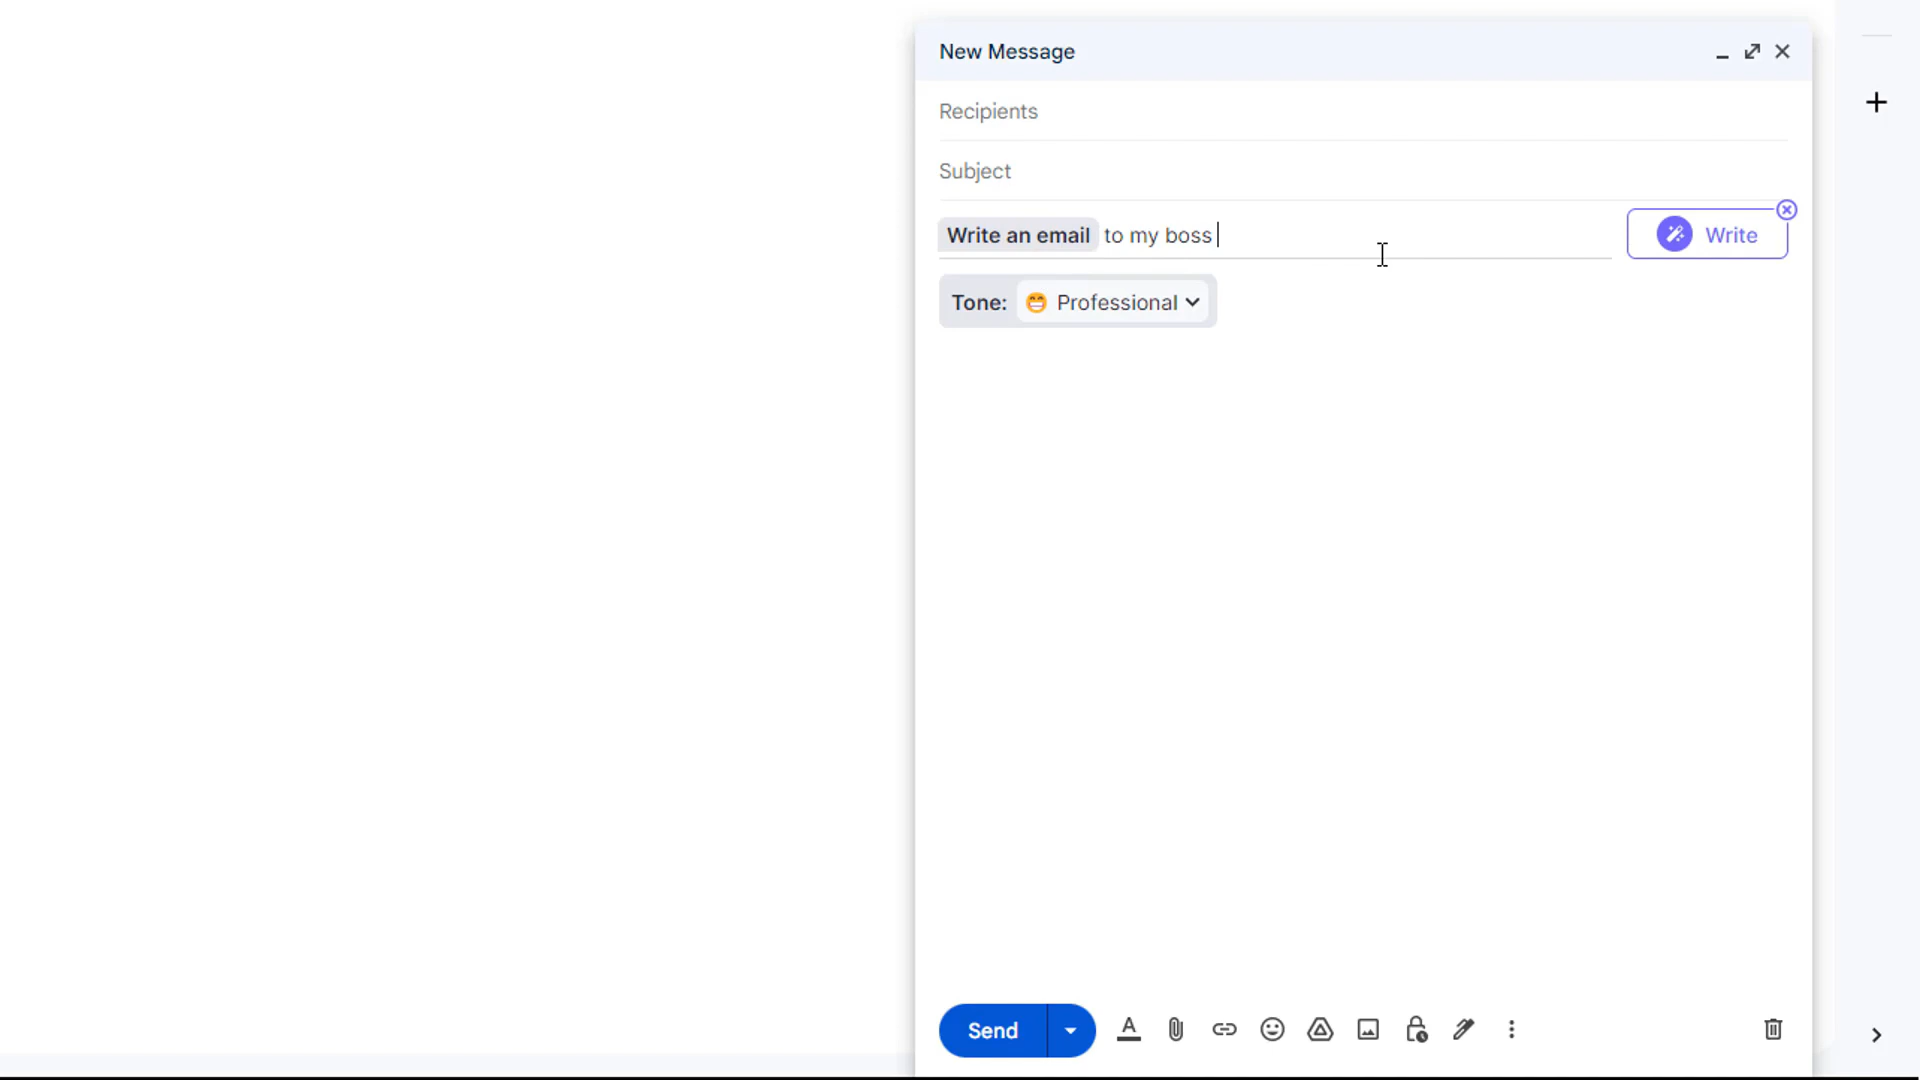 New Message
Recipients
Subject
Write an email to my boss
Write
Tone: Professional
Send